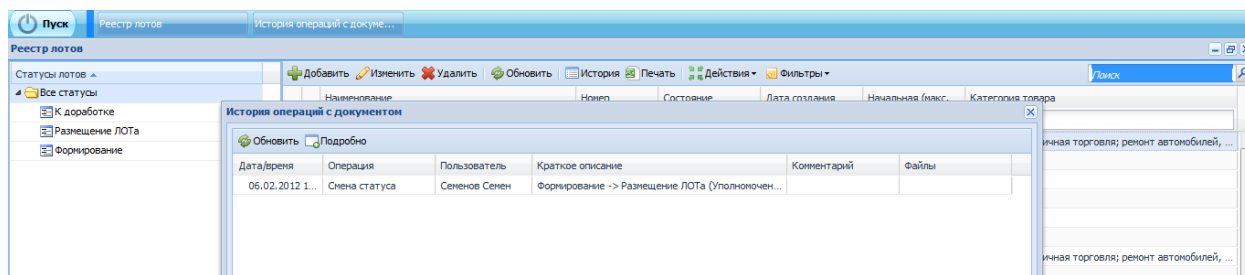 Пуск Реестр лотов История операций с докуме...
Реестр лотов
Статусы лотов Добавить Изменить Удалить Обновить История Печать Действия Фильтры Поиск
Все статусы Наименование Номер Состояние Дата создания Начальная (макс. Категория товара
К доработке История операций с документом
Размещение ЛОТа Обновить Подробно ичная торговля; ремонт автомобилей, ...
Формирование Дата/время Операция Пользователь Краткое описание Комментарий Файлы
06.02.2012 1... Смена статуса Семенов Семен Формирование -> Размещение ЛОТа (Уполномочен...
ичная торговля; ремонт автомобилей, ...